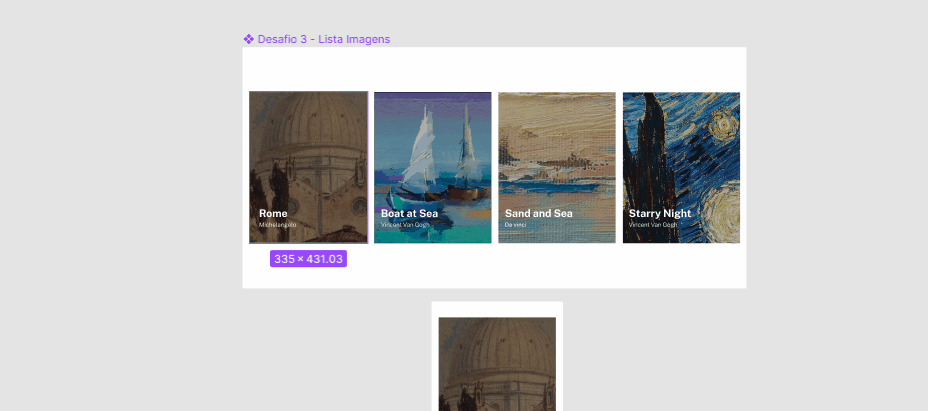 Desafio 3 - Lista Imagens
Rome
Michelangelo
Boat at Sea
Vincent Van Gogh
Sand and Sea
Da vinci
Starry Night
Vincent Van Gogh
335 × 431.03